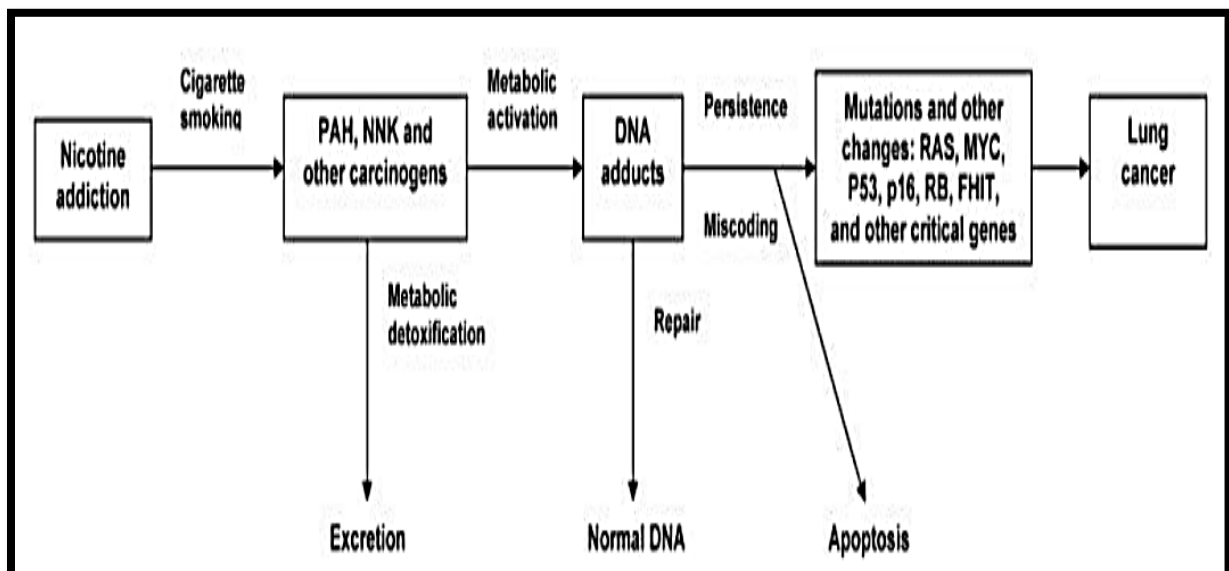 Cigarette
smoking
Nicotine
addiction
PAH, NNK and
other carcinogens
Metabolic
activation
DNA
adducts
Persistence
Miscoding
Mutations and other
changes: RAS, MYC,
P53, p16, RB, FHIT,
and other critical genes
Lung
cancer
Metabolic
detoxification
Repair
Excretion
Normal DNA
Apoptosis